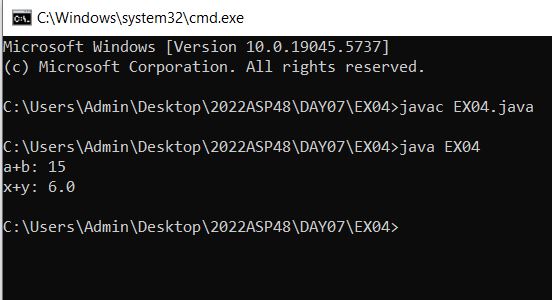 C:\Windows\system32\cmd.exe
Microsoft Windows [Version 10.0.19045.5737]
(c) Microsoft Corporation. All rights reserved.
C:\Users\Admin\Desktop\2022ASP48\DAY07\EX04>javac EX04.java
C:\Users\Admin\Desktop\2022ASP48\DAY07\EX04>java EX04
a+b: 15
x+y: 6.0
C:\Users\Admin\Desktop\2022ASP48\DAY07\EX04>